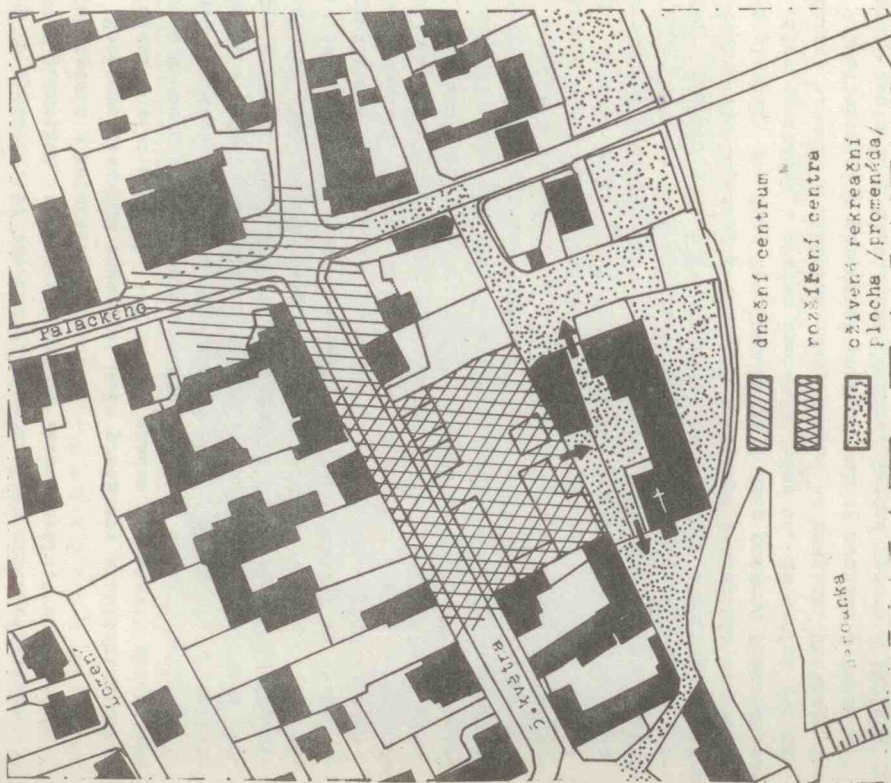 Palackého
5.května
dnešní centrum
rozšíření centra
oživená rekreační
plocha /promenáda/